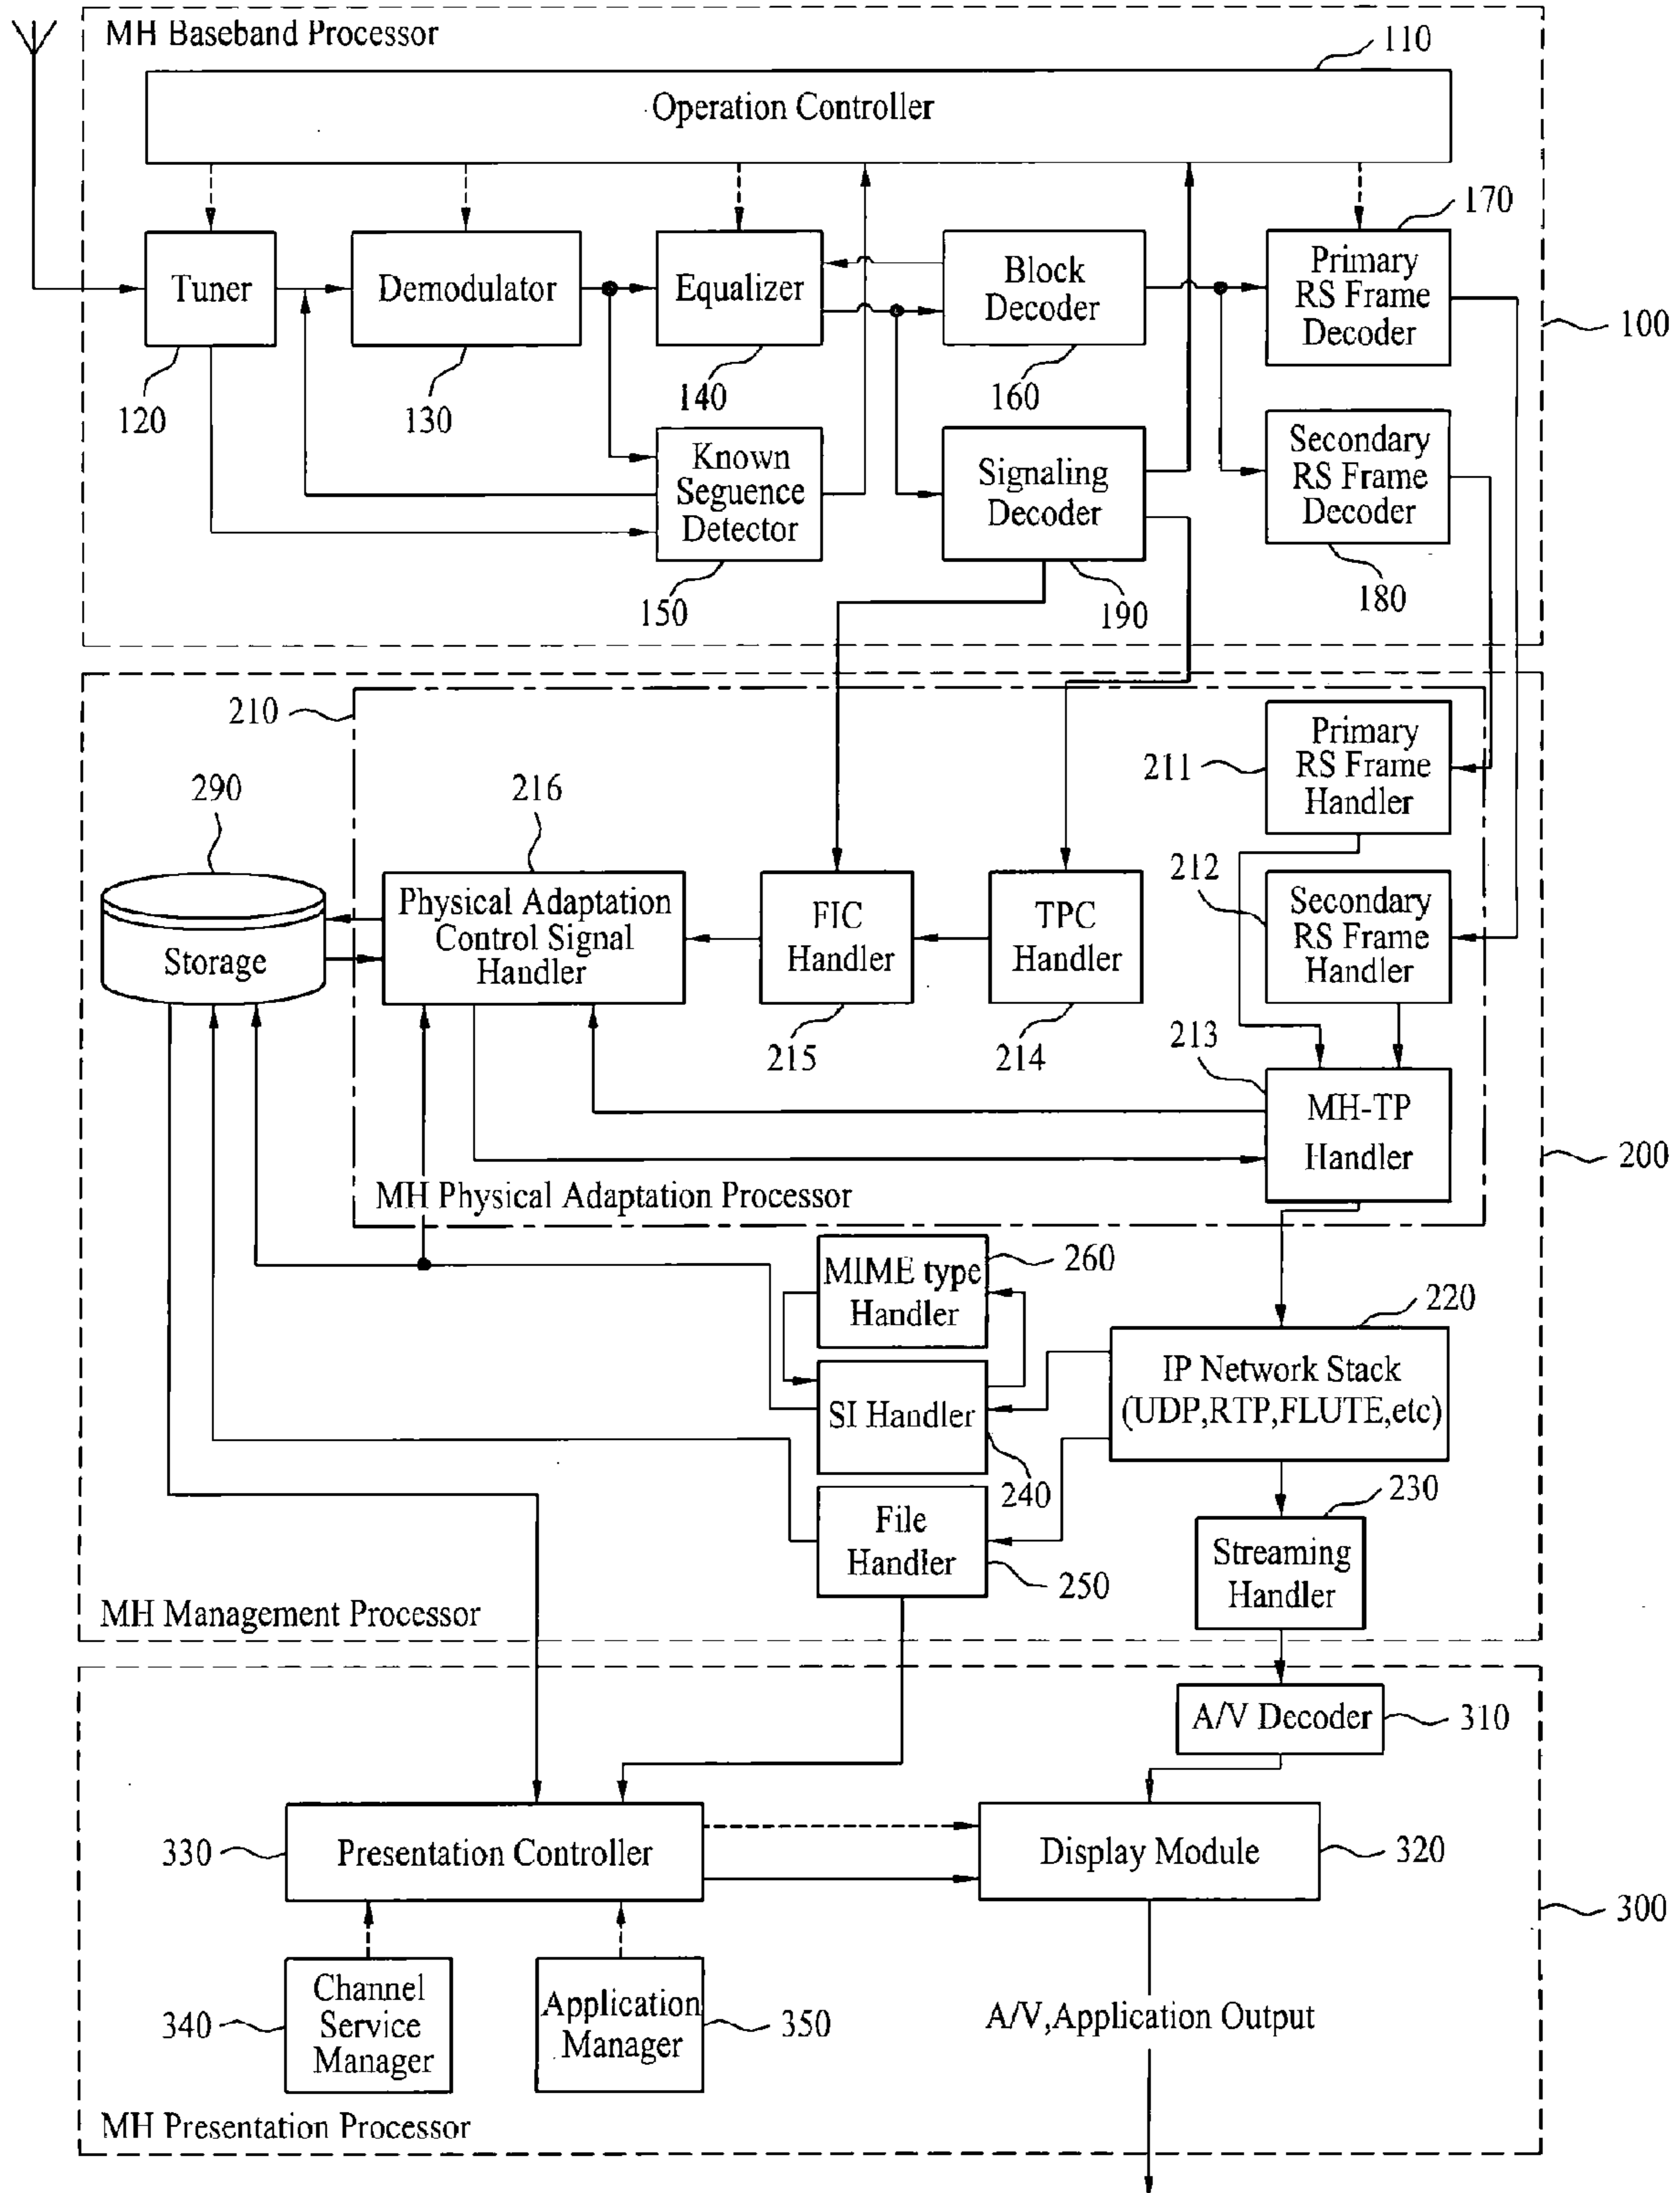 MH Baseband Processor
110
Operation Controller
170
Tuner
Demodulator
Equalizer
Block
Decoder
Primary
RS Frame
Decoder
100
120
130
140
160
Known
Seguence
Detector
Signaling
Decoder
Secondary
RS Frame
Decoder
150
190
180
210
Primary
RS Frame
Handler
211
290
216
212
Storage
Physical Adaptation
Control Signal
Handler
FIC
Handler
TPC
Handler
Secondary
RS Frame
Handler
215
214
213
MH-TP
Handler
200
MH Physical Adaptation Processor
MIME type
Handler
260
220
IP Network Stack
(UDP,RTP,FLUTE,etc)
SI Handler
240
230
File
Handler
250
Streaming
Handler
MH Management Processor
A/V Decoder
310
330
Presentation Controller
Display Module
320
300
Channel
Service
Manager
340
Application
Manager
350
A/V,Application Output
MH Presentation Processor